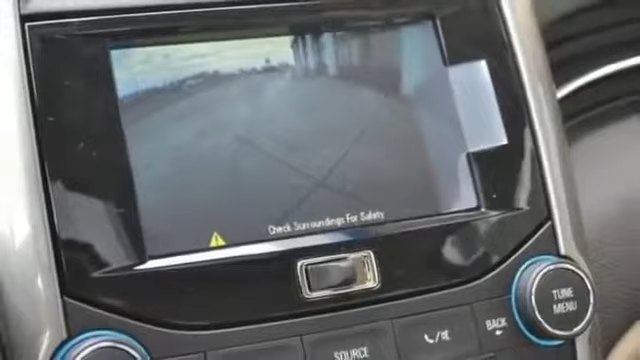 Check Surroundings For Safety
TUNE
MENU
BACK
SOURCE